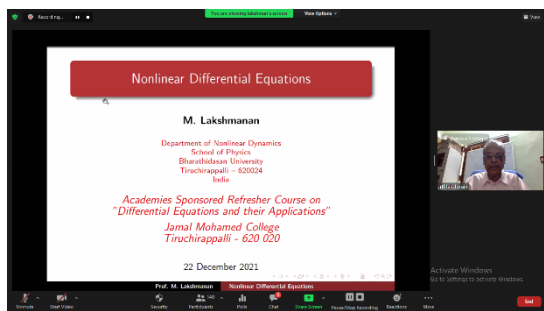 Recording...
You are viewing lakshmanan's screen
View Options
View
Nonlinear Differential Equations
M. Lakshmanan
Department of Nonlinear Dynamics
School of Physics
Bharathidasan University
Tiruchirappalli – 620024
India
Academies Sponsored Refresher Course on
"Differential Equations and their Applications"
Jamal Mohamed College
Tiruchirappalli - 620 020
22 December 2021
Prof. M. Lakshmanan
Nonlinear Differential Equations
Activate Windows
Go to Settings to activate Windows.
Unmute
Start Video
Security
Participants
Polls
Chat
Share Screen
Pause/Stop Recording
Reactions
More
End